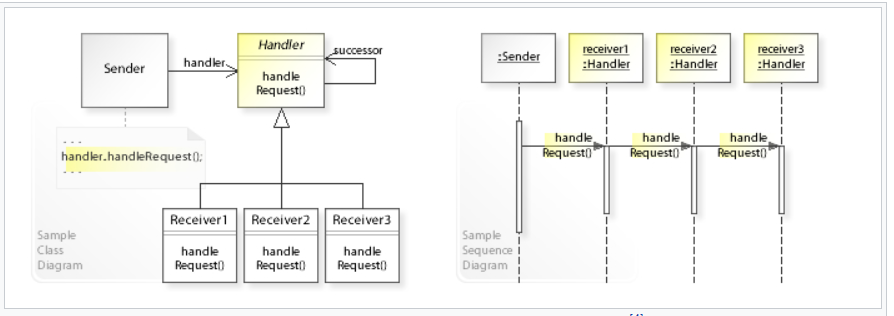 Sender
handler
Handler
handle
Request()
successor
. . .
handler.handleRequest();
. . .
Receiver1
handle
Request()
Receiver2
handle
Request()
Receiver3
handle
Request()
Sample
Class
Diagram
:Sender
receiver1
:Handler
receiver2
:Handler
receiver3
:Handler
handle
Request()
handle
Request()
handle
Request()
Sample
Sequence
Diagram